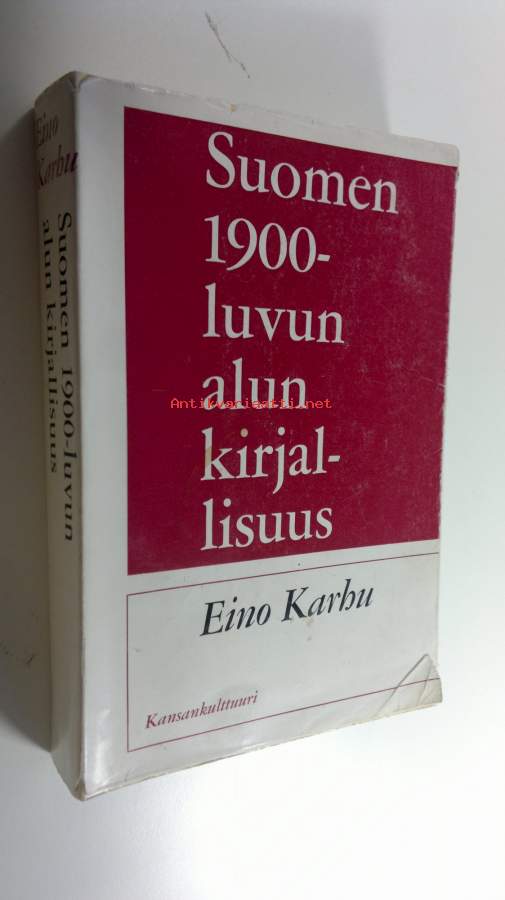 Suomen
1900-
luvun
alun
kirjal-
lisuus
Eino Karhu
Kansankulttuuri
Eino
Karhu
Suomen 1900-luvun
alun kirjallisuus
Antikvariaatti.net